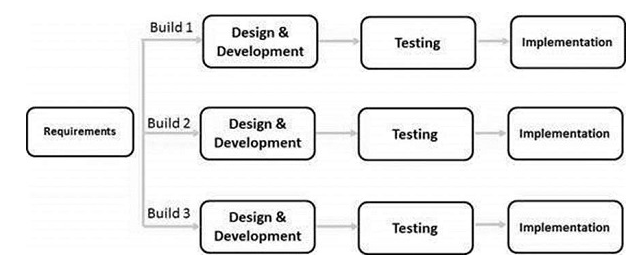 Requirements
Build 1
Design &
Development
Testing
Implementation
Build 2
Design &
Development
Testing
Implementation
Build 3
Design &
Development
Testing
Implementation